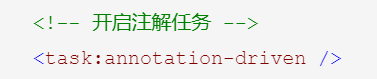 <!-- 开启注解任务 -->
<task:annotation-driven />